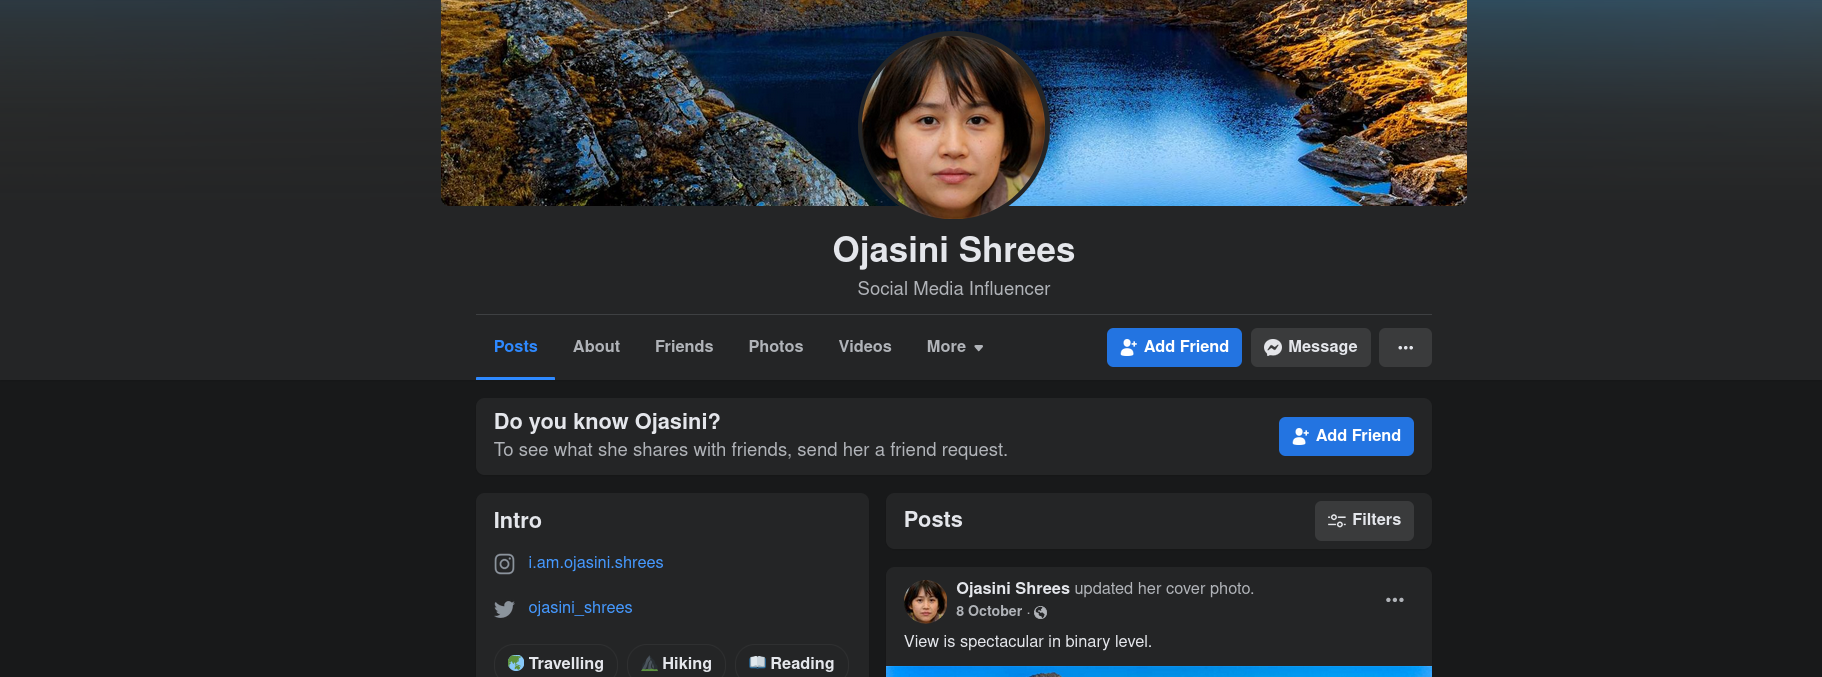 Ojasini Shrees
Social Media Influencer
Posts About Friends Photos Videos More Add Friend Message
Do you know Ojasini?
To see what she shares with friends, send her a friend request.
Add Friend
Intro
i.am.ojasini.shrees
ojasini_shrees
Travelling Hiking Reading
Posts Filters
Ojasini Shrees updated her cover photo.
8 October ·
View is spectacular in binary level.